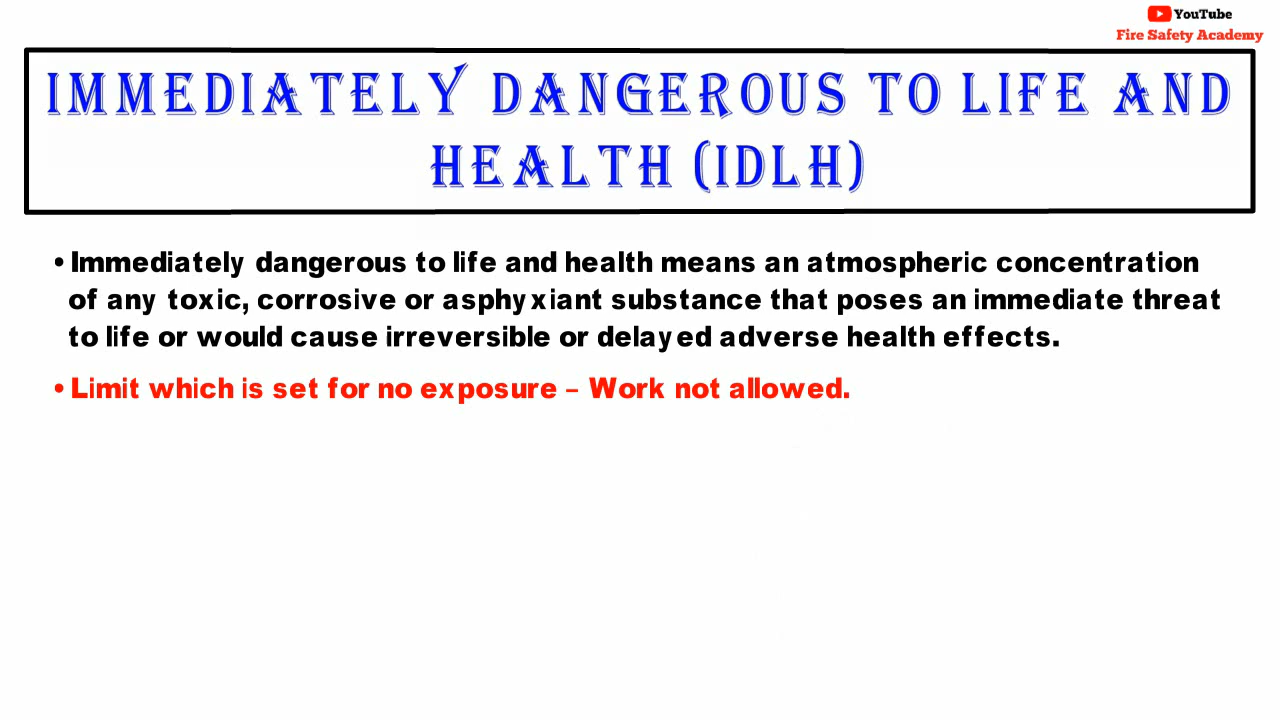 YouTube
Fire Safety Academy
IMMEDIATELY DANGEROUS TO LIFE AND
HEALTH (IDLH)
• Immediately dangerous to life and health means an atmospheric concentration
of any toxic, corrosive or asphyxiant substance that poses an immediate threat
to life or would cause irreversible or delayed adverse health effects.
• Limit which is set for no exposure – Work not allowed.